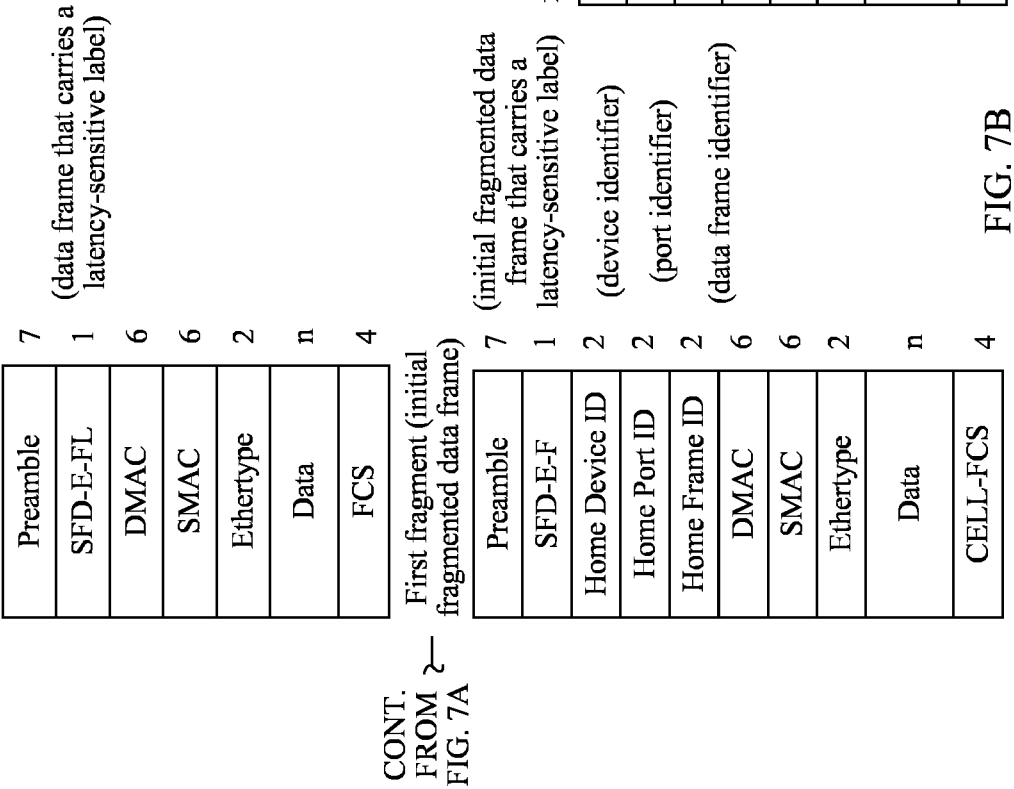 Preamble 7
SFD-E-FL 1
(data frame that carries a
latency-sensitive label)
DMAC 6
SMAC 6
Ethertype 2
Data n
FCS 4
CONT.
FROM
FIG. 7A
First fragment (initial
fragmented data frame)
Preamble 7
SFD-E-F 1
(initial fragmented data
frame that carries a
latency-sensitive label)
Home Device ID 2 (device identifier)
Home Port ID 2 (port identifier)
Home Frame ID 2 (data frame identifier)
DMAC 6
SMAC 6
Ethertype 2
Data n
CELL-FCS 4
FIG. 7B